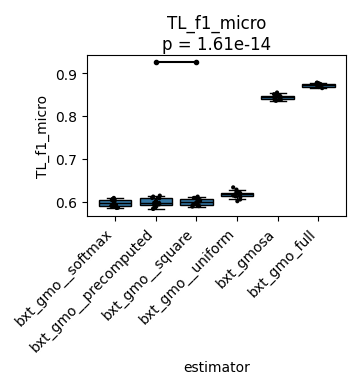 TL_f1_micro
p = 1.61e-14
TL_f1_micro
0.9
0.8
0.7
0.6
bxt_gmo__softmax
bxt_gmo__precomputed
bxt_gmo__square
bxt_gmo__uniform
bxt_gmosa
bxt_gmo_full
estimator